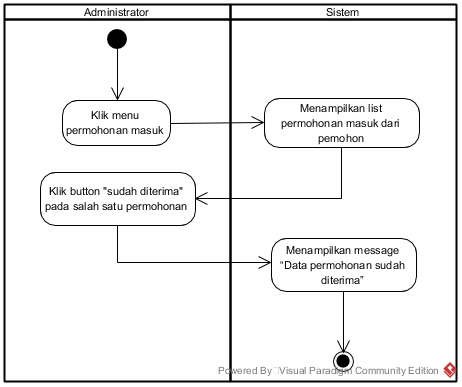 Administrator
Sistem
Klik menu
permohonan masuk
Menampilkan list
permohonan masuk dari
pemohon
Klik button "sudah diterima"
pada salah satu permohonan
Menampilkan message
“Data permohonan sudah
diterima”
Powered By Visual Paradigm Community Edition